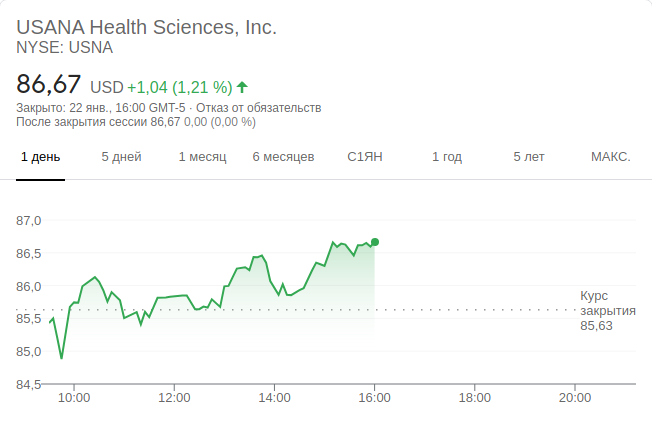 USANA Health Sciences, Inc.
NYSE: USNA
86,67 USD +1,04 (1,21 %)
Закрыто: 22 янв., 16:00 GMT-5 · Отказ от обязательств
После закрытия сессии 86,67 0,00 (0,00 %)
1 день 5 дней 1 месяц 6 месяцев С1ЯН 1 год 5 лет МАКС.
87,0
86,5
86,0
85,5
85,0
84,5
Курс
закрытия
85,63
10:00 12:00 14:00 16:00 18:00 20:00